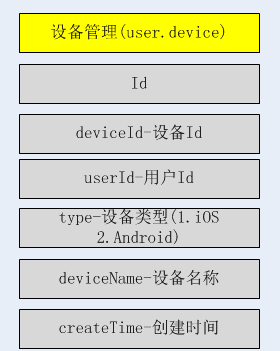 设备管理(user.device)
Id
deviceId-设备Id
userId-用户Id
type-设备类型(1.iOS
2.Android)
deviceName-设备名称
createTime-创建时间